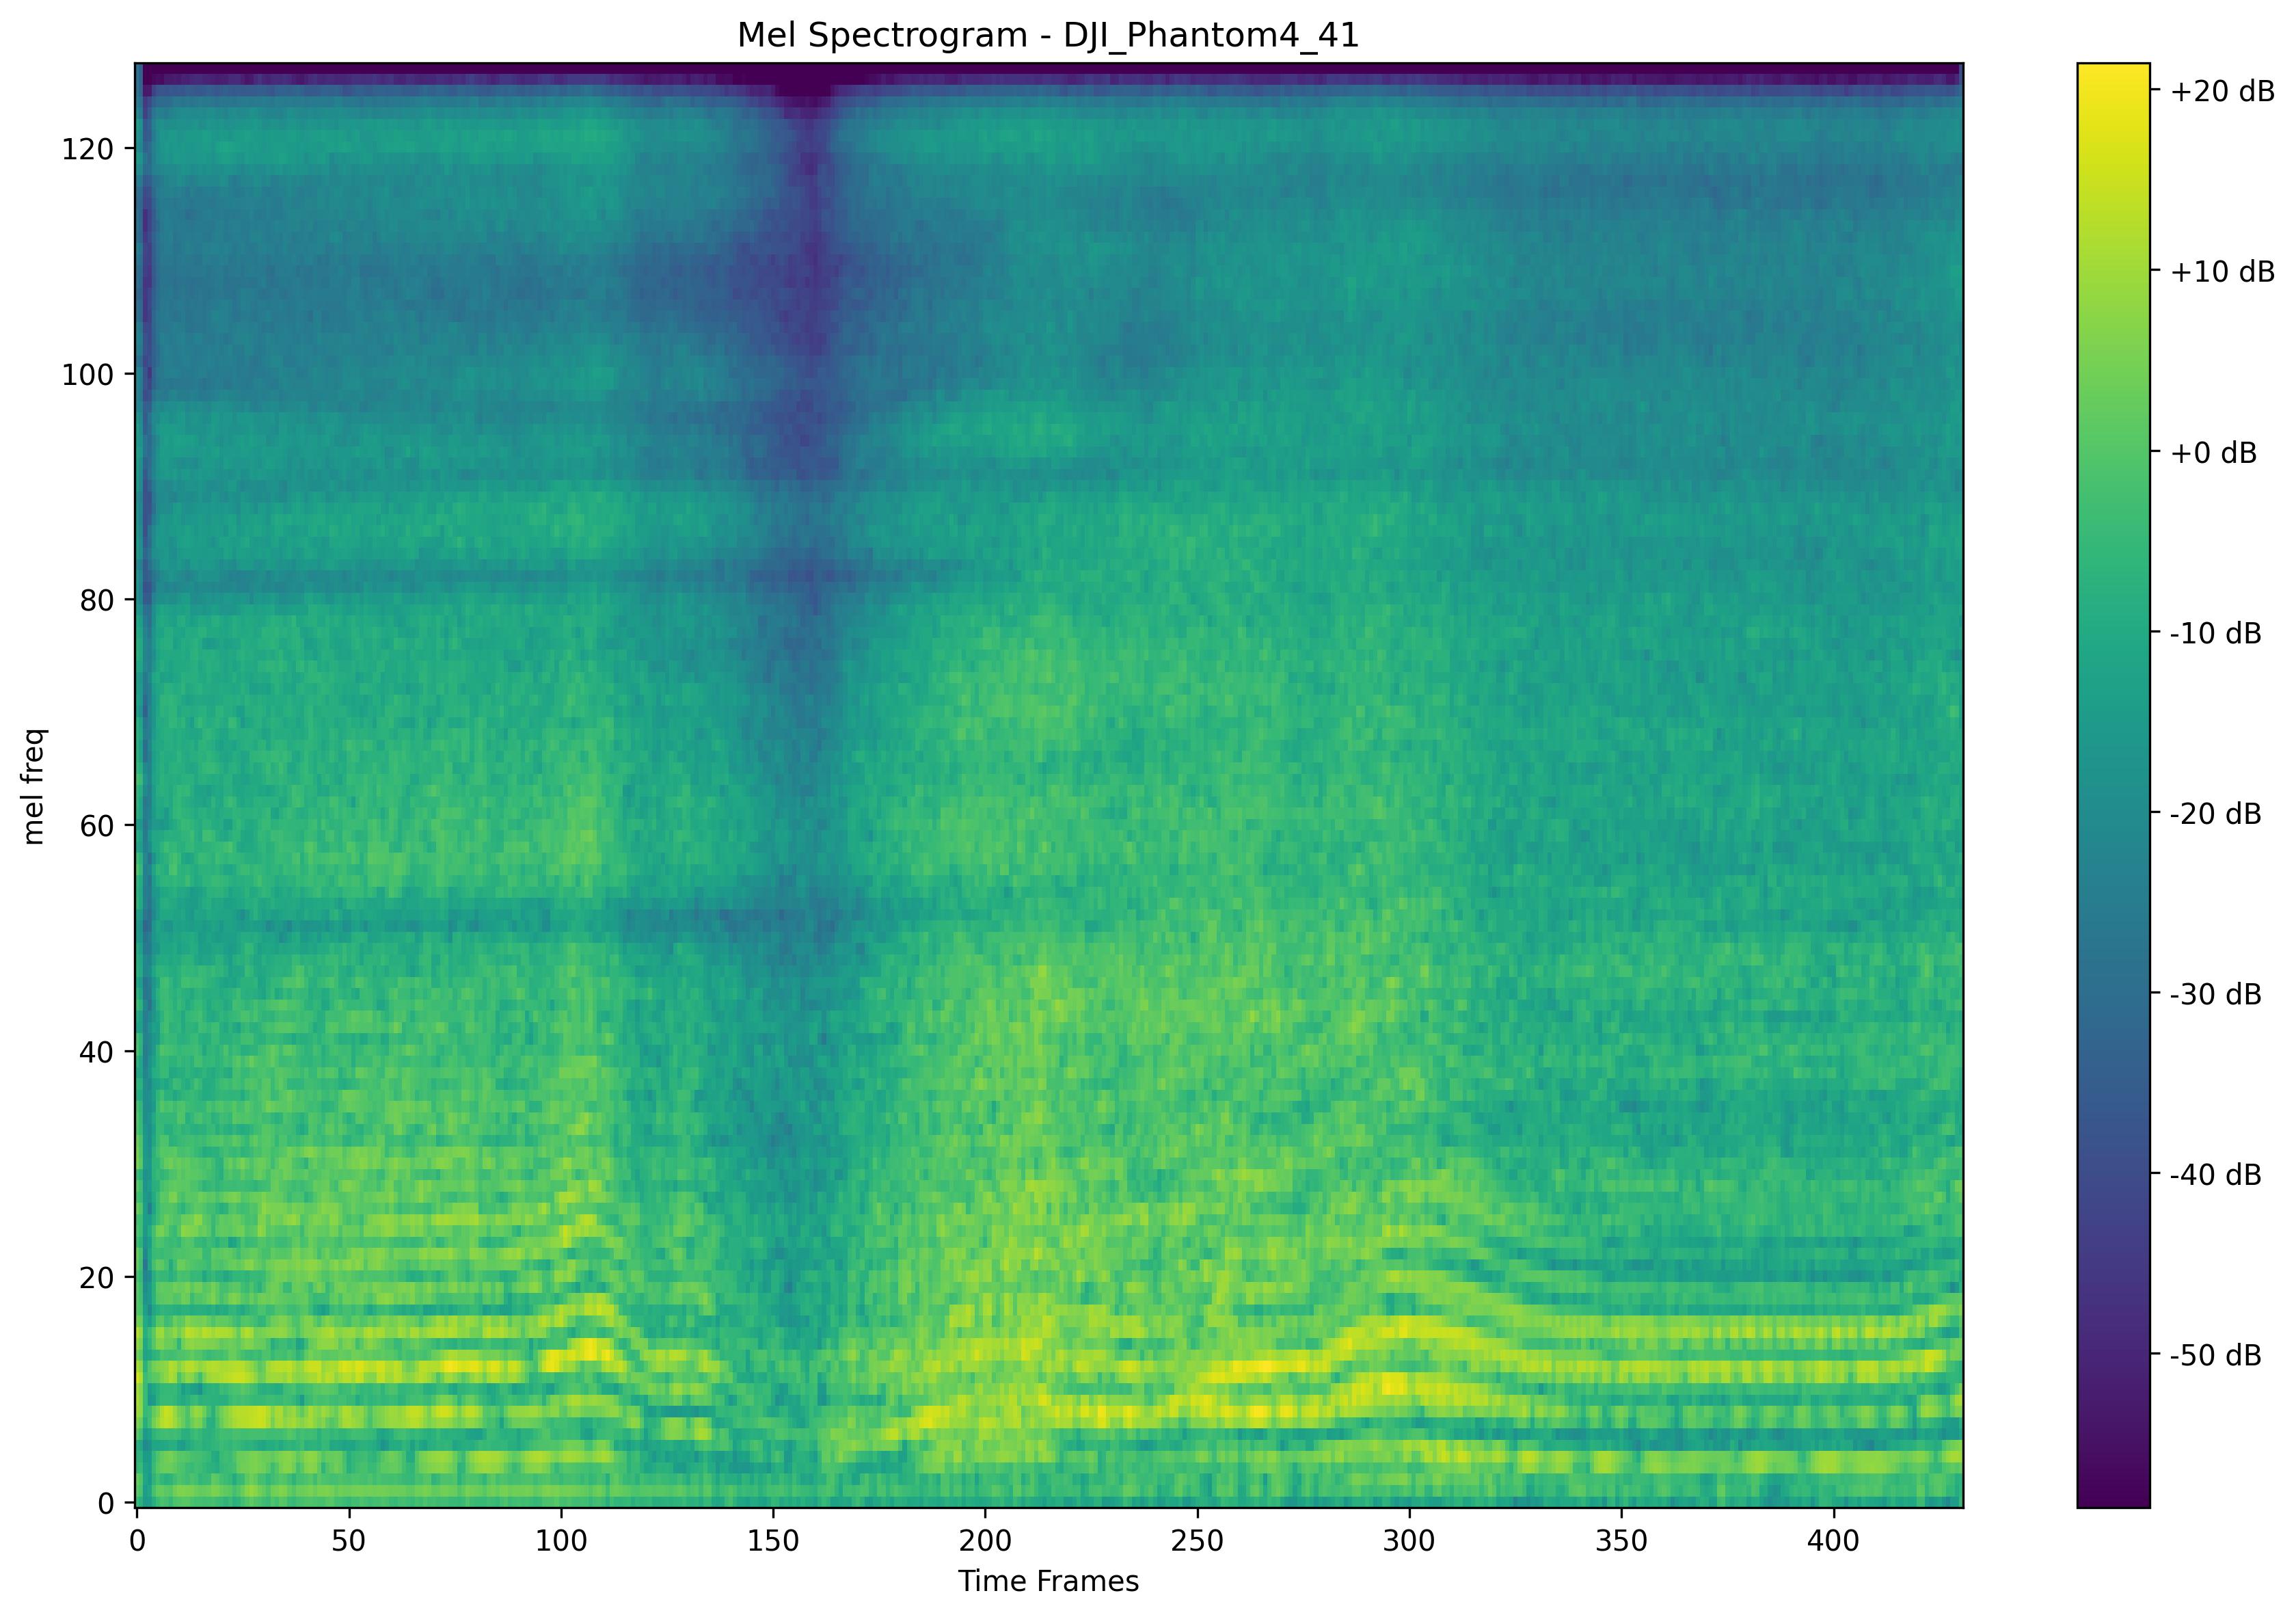 Mel Spectrogram - DJI_Phantom4_41
mel freq
120
100
80
60
40
20
0
0 50 100 150 200 250 300 350 400
Time Frames
+20 dB
+10 dB
+0 dB
-10 dB
-20 dB
-30 dB
-40 dB
-50 dB